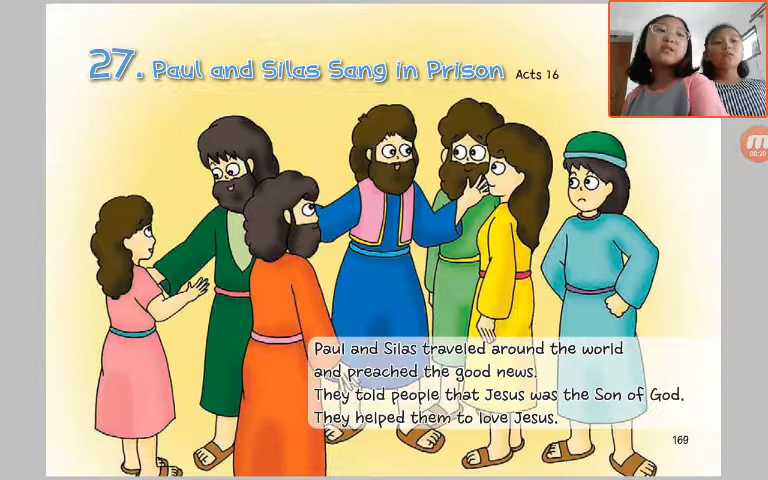 27. Paul and Silas Sang in Prison Acts 16
Paul and Silas traveled around the world
and preached the good news.
They told people that Jesus was the Son of God.
They helped them to love Jesus.
169
00:20